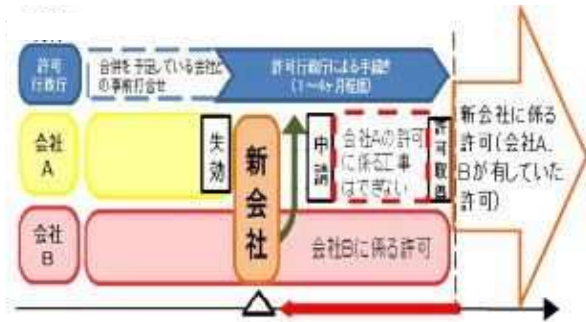 許可
行政庁
合併を予定している会社と
の事前打合せ
許可行政庁による手続き
(1～4ヶ月程度)
会社
A
失効
新会社
申請
会社Aの許可
に係る工事
はできない
許可取得
新会社に係る
許可(会社A、
Bが有していた
許可)
会社
B
会社Bに係る許可